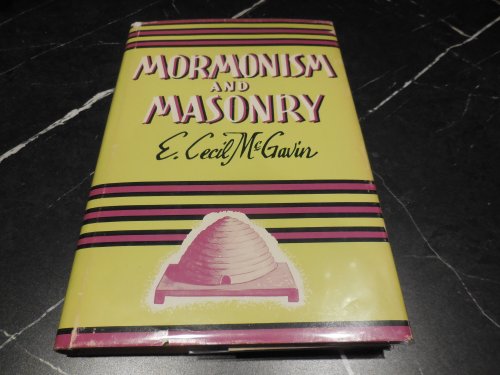 MORMONISM
AND
MASONRY
E. Cecil McGavin